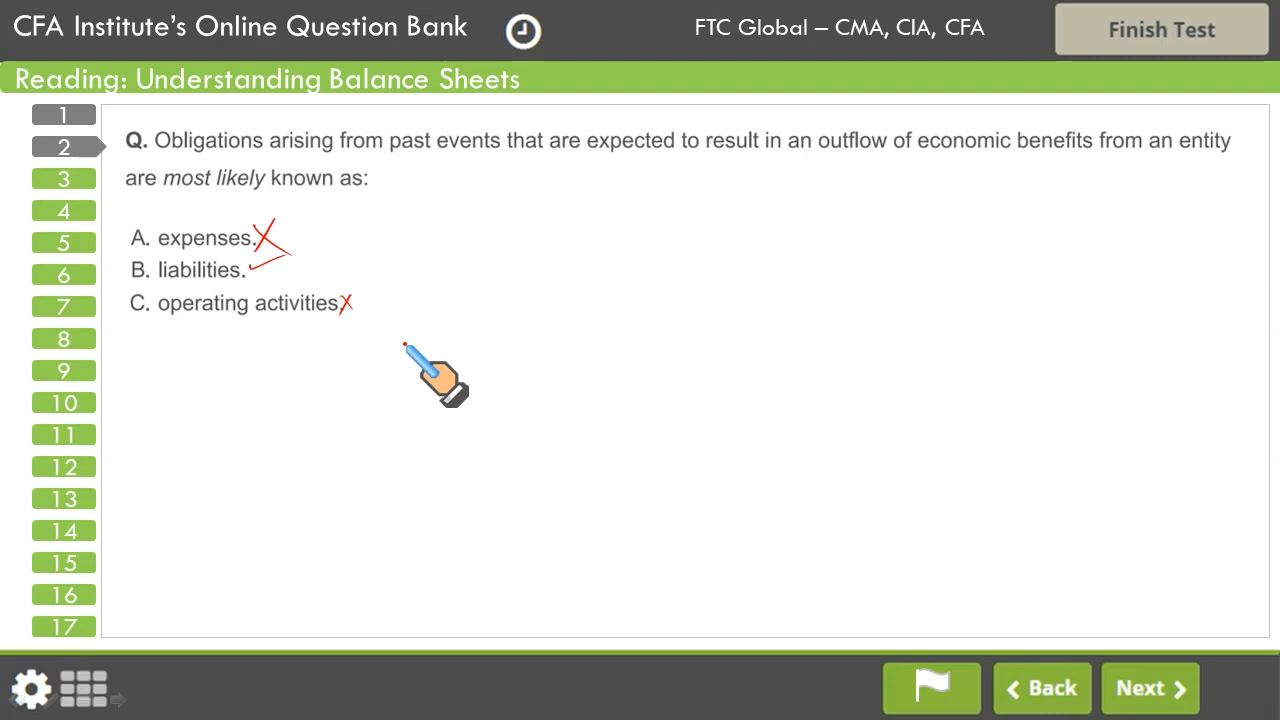 CFA Institute's Online Question Bank
FTC Global – CMA, CIA, CFA
Finish Test
Reading: Understanding Balance Sheets
1
2
3
4
5
6
7
8
9
10
11
12
13
14
15
16
17
Q. Obligations arising from past events that are expected to result in an outflow of economic benefits from an entity
are most likely known as:
A. expenses.
B. liabilities.
C. operating activities.
Back
Next